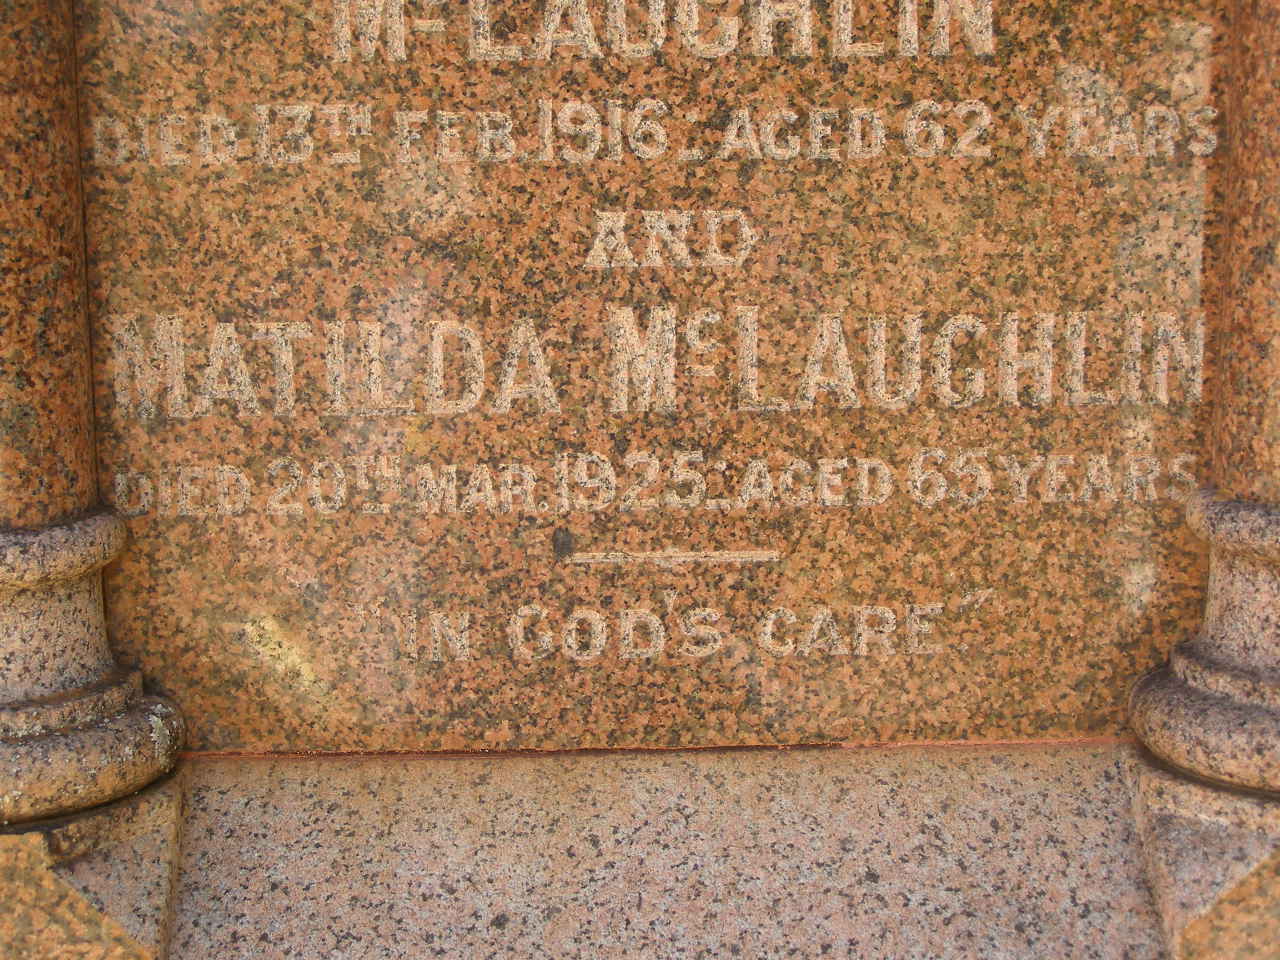 McLAUGHLIN
DIED 13TH FEB 1916. AGED 62 YEARS
AND
MATILDA McLAUGHLIN
DIED 20TH MAR. 1925. AGED 65 YEARS
"IN GOD'S CARE"